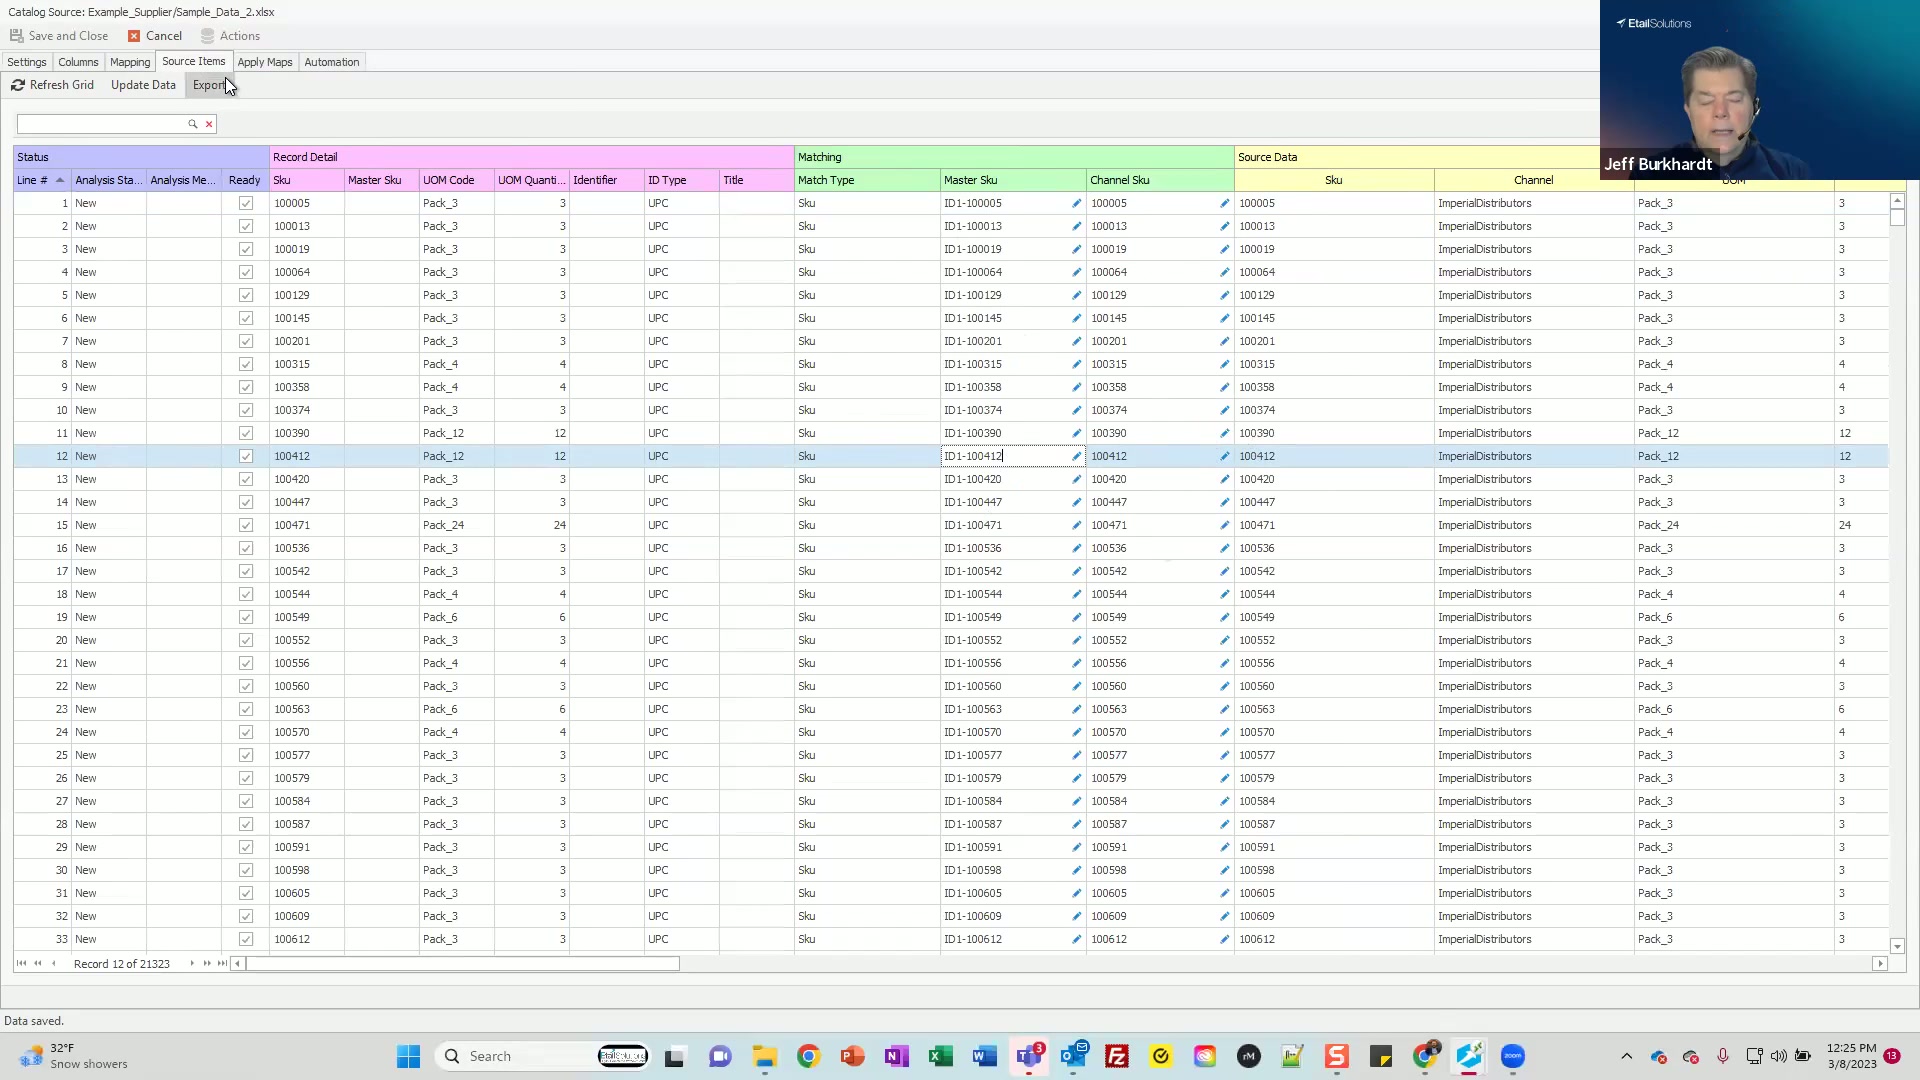 Catalog Source: Example_Supplier/Sample_Data_2.xlsx
Save and Close Cancel Actions
EtailSolutions
Settings Columns Mapping Source Items Apply Maps Automation
Refresh Grid Update Data Export
Jeff Burkhardt
Status Record Detail Matching Source Data
Line # Analysis Sta... Analysis Me... Ready Sku Master Sku UOM Code UOM Quanti... Identifier ID Type Title Match Type Master Sku Channel Sku Sku Channel UOM
1 New 100005 Pack_3 3 UPC Sku ID1-100005 100005 100005 ImperialDistributors Pack_3 3
2 New 100013 Pack_3 3 UPC Sku ID1-100013 100013 100013 ImperialDistributors Pack_3 3
3 New 100019 Pack_3 3 UPC Sku ID1-100019 100019 100019 ImperialDistributors Pack_3 3
4 New 100064 Pack_3 3 UPC Sku ID1-100064 100064 100064 ImperialDistributors Pack_3 3
5 New 100129 Pack_3 3 UPC Sku ID1-100129 100129 100129 ImperialDistributors Pack_3 3
6 New 100145 Pack_3 3 UPC Sku ID1-100145 100145 100145 ImperialDistributors Pack_3 3
7 New 100201 Pack_3 3 UPC Sku ID1-100201 100201 100201 ImperialDistributors Pack_3 3
8 New 100315 Pack_4 4 UPC Sku ID1-100315 100315 100315 ImperialDistributors Pack_4 4
9 New 100358 Pack_4 4 UPC Sku ID1-100358 100358 100358 ImperialDistributors Pack_4 4
10 New 100374 Pack_3 3 UPC Sku ID1-100374 100374 100374 ImperialDistributors Pack_3 3
11 New 100390 Pack_12 12 UPC Sku ID1-100390 100390 100390 ImperialDistributors Pack_12 12
12 New 100412 Pack_12 12 UPC Sku ID1-100412 100412 100412 ImperialDistributors Pack_12 12
13 New 100420 Pack_3 3 UPC Sku ID1-100420 100420 100420 ImperialDistributors Pack_3 3
14 New 100447 Pack_3 3 UPC Sku ID1-100447 100447 100447 ImperialDistributors Pack_3 3
15 New 100471 Pack_24 24 UPC Sku ID1-100471 100471 100471 ImperialDistributors Pack_24 24
16 New 100536 Pack_3 3 UPC Sku ID1-100536 100536 100536 ImperialDistributors Pack_3 3
17 New 100542 Pack_3 3 UPC Sku ID1-100542 100542 100542 ImperialDistributors Pack_3 3
18 New 100544 Pack_4 4 UPC Sku ID1-100544 100544 100544 ImperialDistributors Pack_4 4
19 New 100549 Pack_6 6 UPC Sku ID1-100549 100549 100549 ImperialDistributors Pack_6 6
20 New 100552 Pack_3 3 UPC Sku ID1-100552 100552 100552 ImperialDistributors Pack_3 3
21 New 100556 Pack_4 4 UPC Sku ID1-100556 100556 100556 ImperialDistributors Pack_4 4
22 New 100560 Pack_3 3 UPC Sku ID1-100560 100560 100560 ImperialDistributors Pack_3 3
23 New 100563 Pack_6 6 UPC Sku ID1-100563 100563 100563 ImperialDistributors Pack_6 6
24 New 100570 Pack_4 4 UPC Sku ID1-100570 100570 100570 ImperialDistributors Pack_4 4
25 New 100577 Pack_3 3 UPC Sku ID1-100577 100577 100577 ImperialDistributors Pack_3 3
26 New 100579 Pack_3 3 UPC Sku ID1-100579 100579 100579 ImperialDistributors Pack_3 3
27 New 100584 Pack_3 3 UPC Sku ID1-100584 100584 100584 ImperialDistributors Pack_3 3
28 New 100587 Pack_3 3 UPC Sku ID1-100587 100587 100587 ImperialDistributors Pack_3 3
29 New 100591 Pack_3 3 UPC Sku ID1-100591 100591 100591 ImperialDistributors Pack_3 3
30 New 100598 Pack_3 3 UPC Sku ID1-100598 100598 100598 ImperialDistributors Pack_3 3
31 New 100605 Pack_3 3 UPC Sku ID1-100605 100605 100605 ImperialDistributors Pack_3 3
32 New 100609 Pack_3 3 UPC Sku ID1-100609 100609 100609 ImperialDistributors Pack_3 3
33 New 100612 Pack_3 3 UPC Sku ID1-100612 100612 100612 ImperialDistributors Pack_3 3
Record 12 of 21323
Data saved.
32°F
Snow showers
Search EtailSolutions
3
rM
zoom
12:25 PM
3/8/2023
13